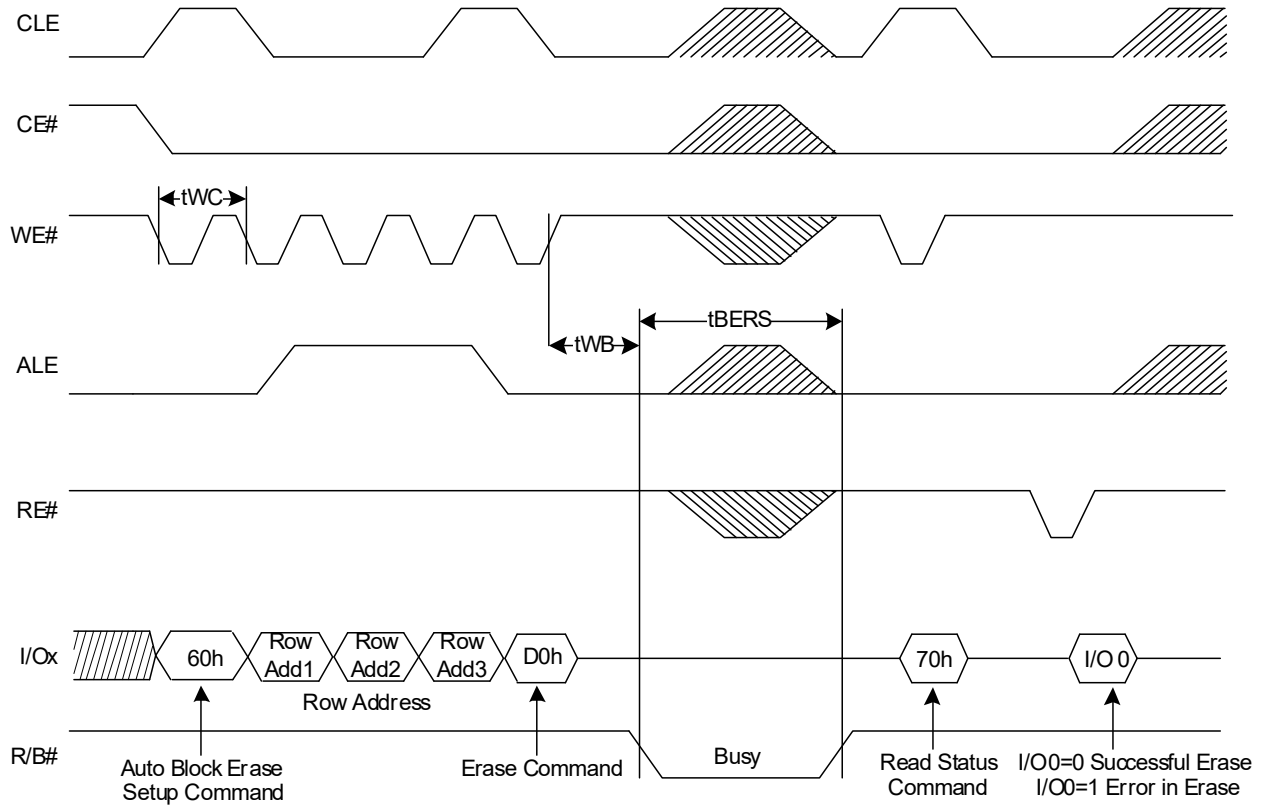 CLE
CE#
tWC
WE#
tBERS
tWB
ALE
RE#
I/Ox
60h
Row
Add1
Row
Add2
Row
Add3
D0h
70h
I/O 0
Row Address
R/B#
Busy
Auto Block Erase
Setup Command
Erase Command
Read Status
Command
I/O0=0 Successful Erase
I/O0=1 Error in Erase